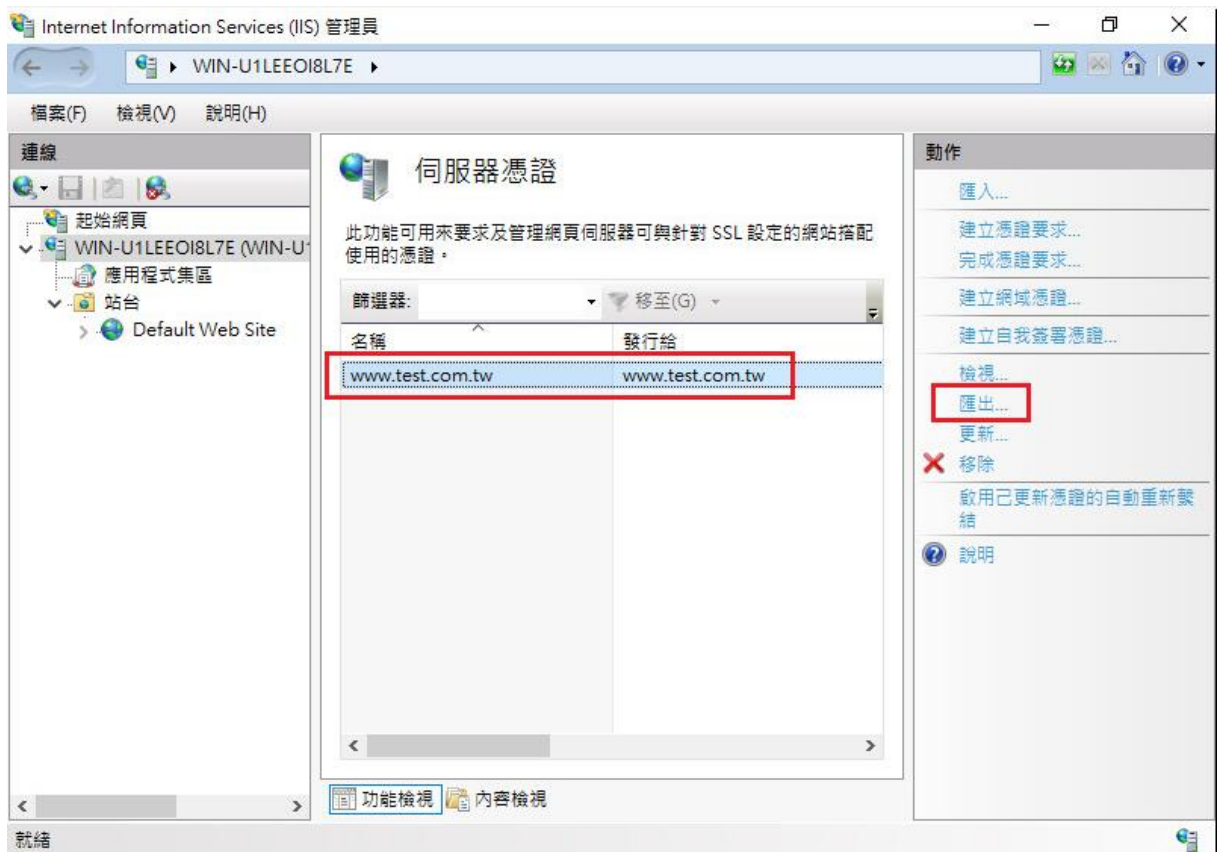 Internet Information Services (IIS) 管理員
WIN-U1LEEOI8L7E
檔案(F) 檢視(V) 說明(H)
連線
起始網頁
WIN-U1LEEOI8L7E (WIN-U1
應用程式集區
站台
Default Web Site
伺服器憑證
此功能可用來要求及管理網頁伺服器可與針對 SSL 設定的網站搭配
使用的憑證。
篩選器: 移至(G)
名稱 發行給
www.test.com.tw www.test.com.tw
功能檢視 內容檢視
動作
匯入...
建立憑證要求...
完成憑證要求...
建立網域憑證...
建立自我簽署憑證...
檢視...
匯出...
更新...
移除
啟用已更新憑證的自動重新繫
結
說明
就緒